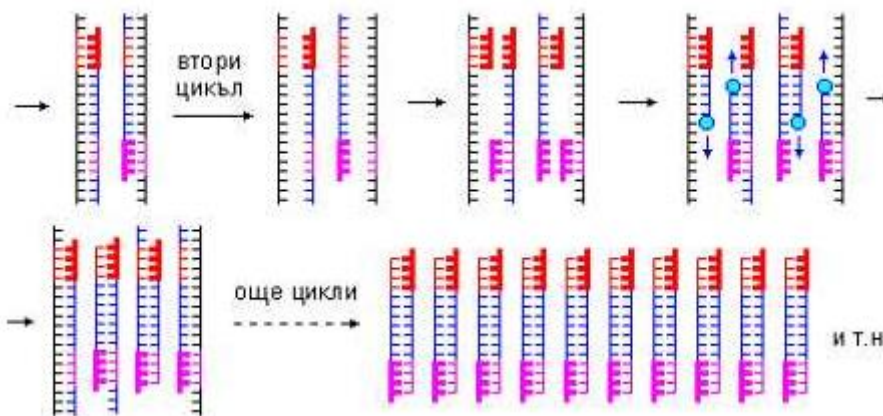 втори
цикъл
още цикли
и т.н